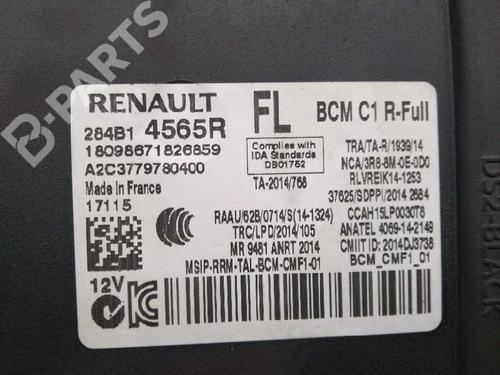 B-PARTS
RENAULT
FL
BCM C1 R-Full
284B1 4565R
18098671826859
A2C3779780400
Made in France
17115
Complies with
IDA Standards
DB01752
TA-2014/768
TRA/TA-R/1939/14
NCA/3R8-8M-0E-0D0
RLVREIK14-1253
37625/SDPPI/2014 2684
RAAU/628/0714/S(14-1324)
CCAH15LP0030T8
TRC/LPD/2014/105
ANATEL 4069-14-2149
MR 9481 ANRT 2014
CMIIT ID: 2014DJ3738
MSIP-RRM-TAL-BCM-CMF1-01
BCM_CMF1_01
12V
DS2-BLACK